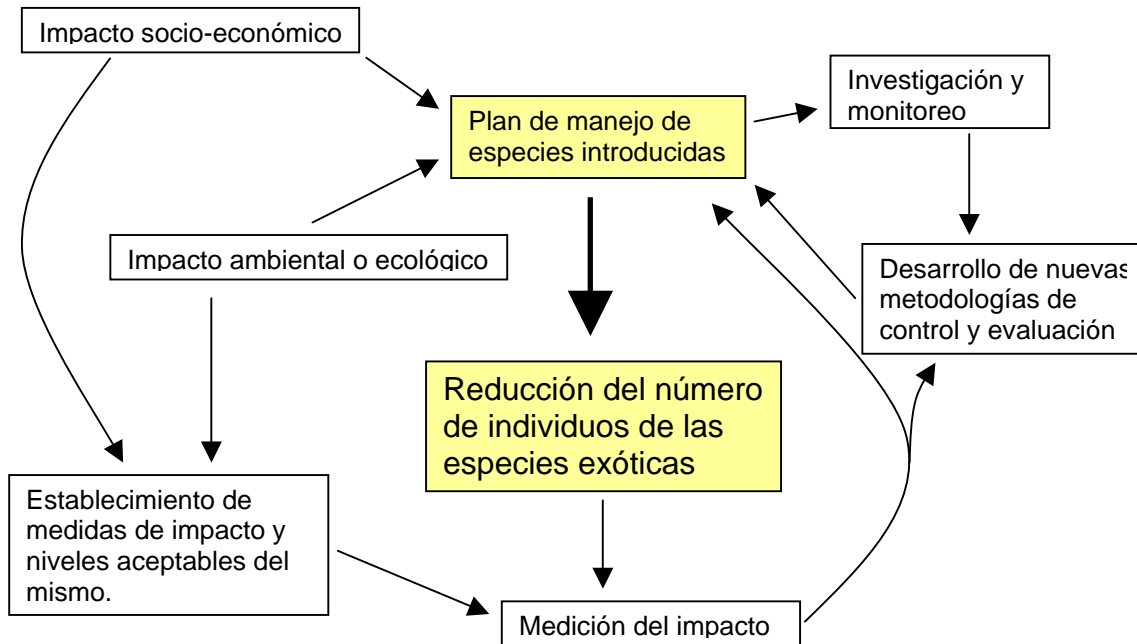 Impacto socio-económico
Plan de manejo de
especies introducidas
Investigación y
monitoreo
Impacto ambiental o ecológico
Desarrollo de nuevas
metodologías de
control y evaluación
Reducción del número
de individuos de las
especies exóticas
Establecimiento de
medidas de impacto y
niveles aceptables del
mismo.
Medición del impacto